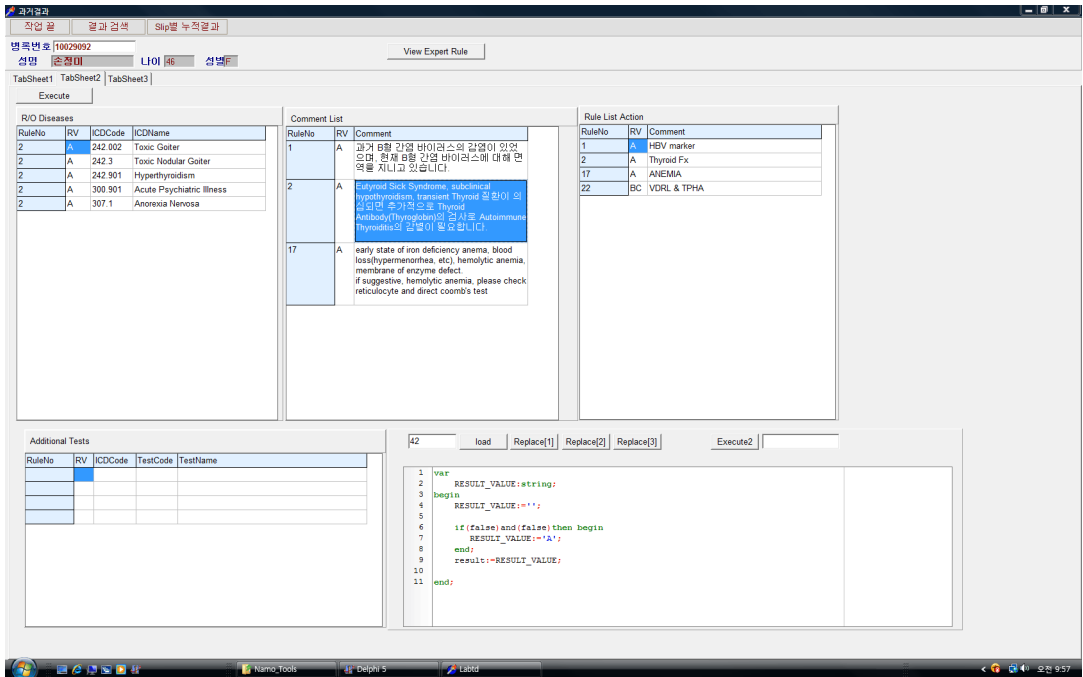 과거결과
작업 끝 결과 검색 Slip별 누적결과
병록번호 10029092
View Expert Rule
성명 손정미 나이 46 성별 F
TabSheet1 TabSheet2 TabSheet3
Execute
R/O Diseases
RuleNo RV ICDCode ICDName
2 A 242.002 Toxic Goiter
2 A 242.3 Toxic Nodular Goiter
2 A 242.901 Hyperthyroidism
2 A 300.901 Acute Psychiatric Illness
2 A 307.1 Anorexia Nervosa
Comment List
RuleNo RV Comment
1 A 과거 B형 간염 바이러스의 감염이 있었
으며, 현재 B형 간염 바이러스에 대해 면
역을 지니고 있습니다.
2 A Eutyroid Sick Syndrome, subclinical
hypothyroidism, transient Thyroid 질환이 의
심되면 추가적으로 Thyroid
Antibody(Thyroglobin)의 검사로 Autoimmune
Thyroiditis의 감별이 필요합니다.
17 A early state of iron deficiency anema, blood
loss(hypermenorrhea, etc), hemolytic anemia,
membrane of enzyme defect.
if suggestive, hemolytic anemia, please check
reticulocyte and direct coomb's test
Rule List Action
RuleNo RV Comment
1 A HBV marker
2 A Thyroid Fx
17 A ANEMIA
22 BC VDRL & TPHA
Additional Tests
RuleNo RV ICDCode TestCode TestName
42 load Replace[1] Replace[2] Replace[3] Execute2
1 var
2 RESULT_VALUE:string;
3 begin
4 RESULT_VALUE:='';
5
6 if(false)and(false)then begin
7 RESULT_VALUE:='A';
8 end;
9 result:=RESULT_VALUE;
10
11 end;
Namo_Tools Delphi 5 Labtd 오전 9:57